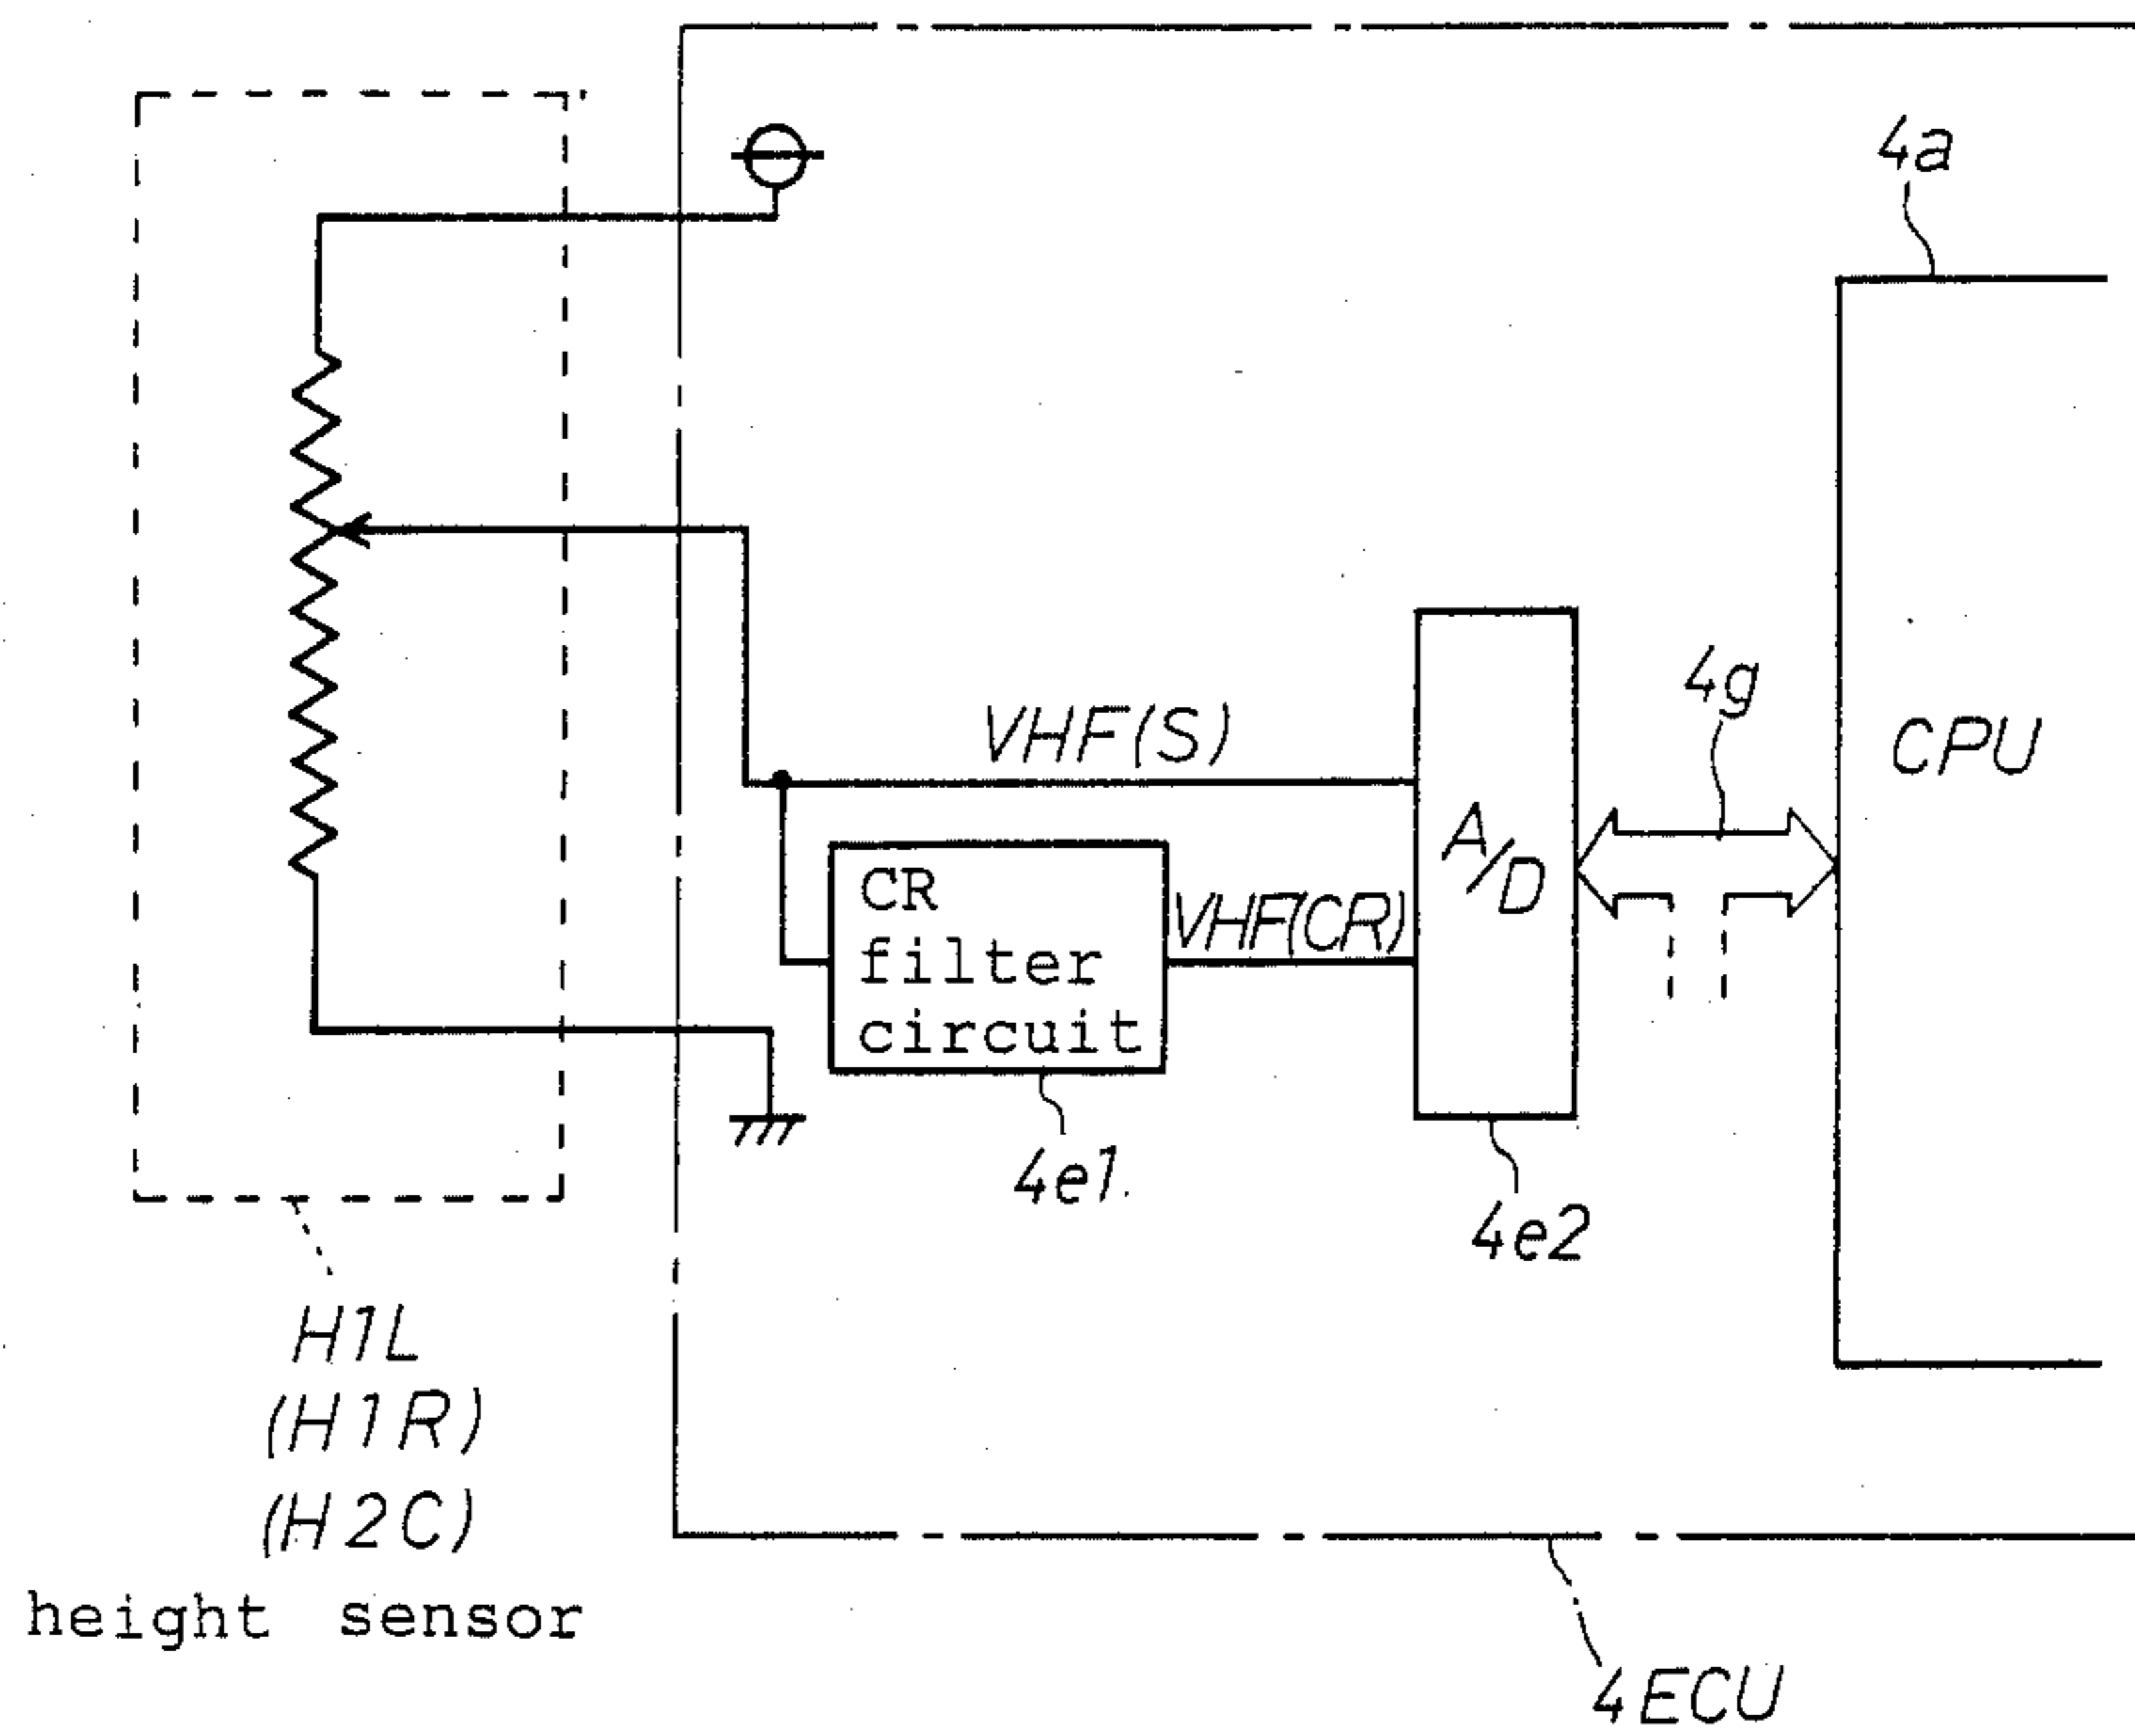 4a
4g
VHF(S)
CPU
A/D
CR
filter
circuit
VHF(CR)
4e1
4e2
H1L
(H1R)
(H2C)
height sensor
4ECU